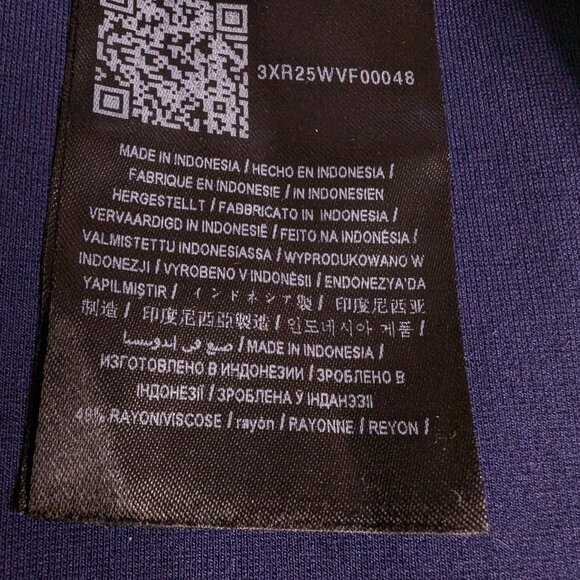 3XR25WVF00048
MADE IN INDONESIA / HECHO EN INDONESIA /
FABRIQUE EN INDONESIE / IN INDONESIEN
HERGESTELLT / FABBRICATO IN INDONESIA /
VERVAARDIGD IN INDONESIË / FEITO NA INDONÉSIA /
VALMISTETTU INDONESIASSA / WYPRODUKOWANO W
INDONEZJI / VYROBENO V INDONÉSII / ENDONEZYA'DA
YAPILMIŞTIR / インドネシア製 / 印度尼西亚
制造 / 印度尼西亞製造 / 인도네시아 제품 /
صنع في إندونيسيا / MADE IN INDONESIA /
ИЗГОТОВЛЕНО В ИНДОНЕЗИИ / ЗРОБЛЕНО В
ІНДОНЕЗІЇ / ЗРОБЛЕНА Ў ІНДАНЭЗІІ
48% RAYON/VISCOSE / rayón / RAYONNE / REYON /